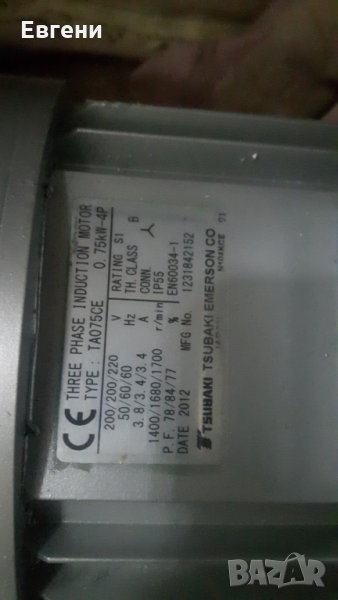 Евгени
CE THREE PHASE INDUCTION MOTOR
TYPE : TA075CE 0.75kW-4P
200/200/220 V RATING S1
50/60/60 Hz TH. CLASS B
3.8/3.4/3.4 A CONN.
1400/1680/1700 r/min IP55
P. F. 78/84/77 % EN60034-1
DATE 2012 MFG No. 1231842152
TSUBAKI TSUBAKI EMERSON CO.
BAZAR